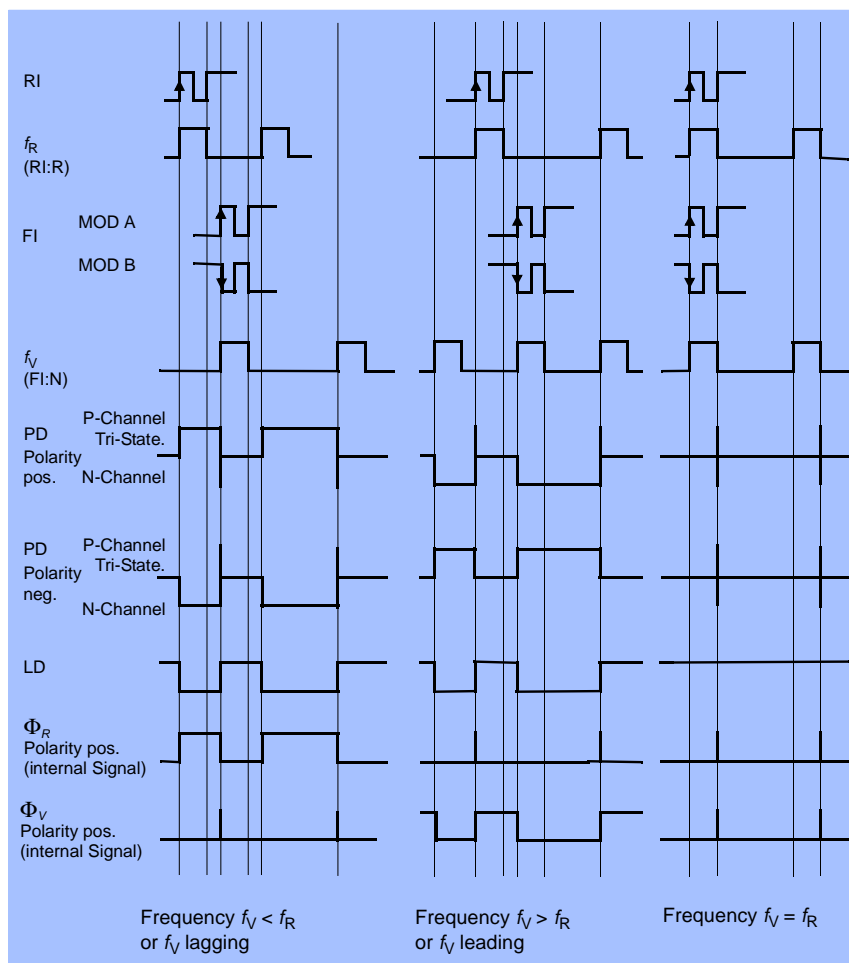 RI
fR
(RI:R)
MOD A
FI
MOD B
fV
(FI:N)
P-Channel
PD
Tri-State.
Polarity
pos.
N-Channel
P-Channel
PD
Tri-State.
Polarity
neg.
N-Channel
LD
ΦR
Polarity pos.
(internal Signal)
ΦV
Polarity pos.
(internal Signal)
Frequency fV < fR
or fV lagging
Frequency fV > fR
or fV leading
Frequency fV = fR